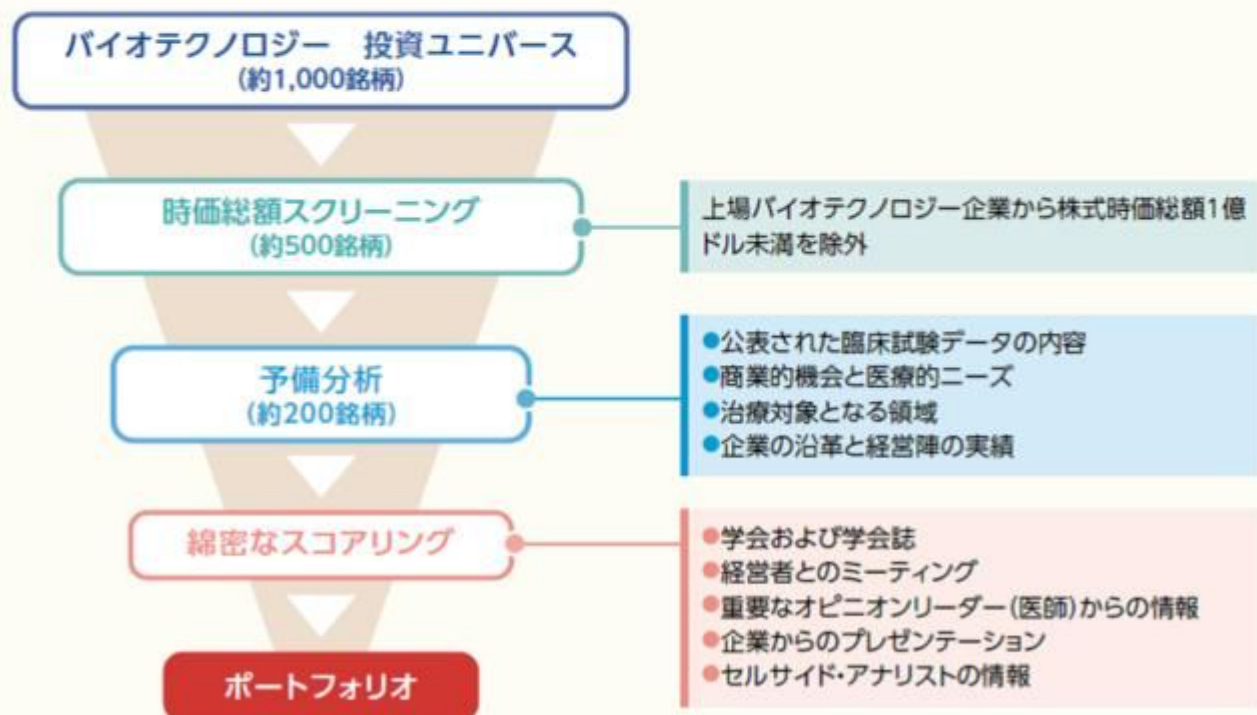 バイオテクノロジー　投資ユニバース
(約1,000銘柄)
時価総額スクリーニング
(約500銘柄)
上場バイオテクノロジー企業から株式時価総額1億
ドル未満を除外
予備分析
(約200銘柄)
●公表された臨床試験データの内容
●商業的機会と医療的ニーズ
●治療対象となる領域
●企業の沿革と経営陣の実績
綿密なスコアリング
●学会および学会誌
●経営者とのミーティング
●重要なオピニオンリーダー(医師)からの情報
●企業からのプレゼンテーション
●セルサイド・アナリストの情報
ポートフォリオ